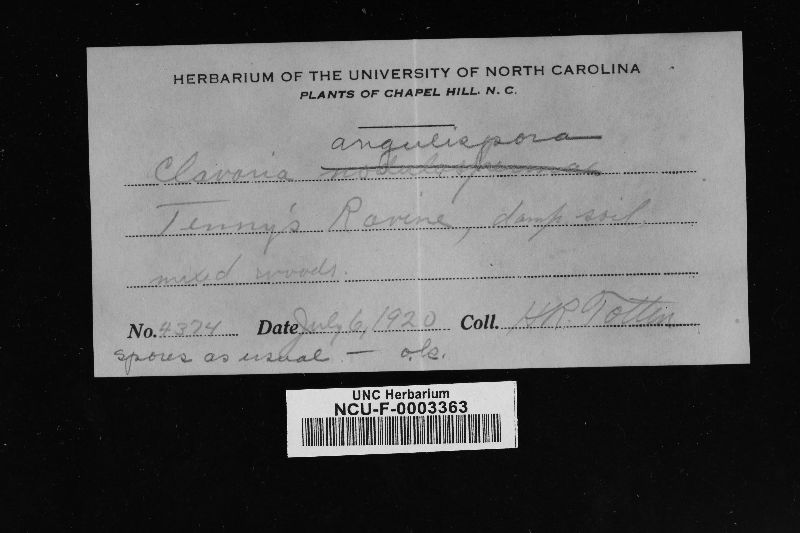 HERBARIUM OF THE UNIVERSITY OF NORTH CAROLINA
PLANTS OF CHAPEL HILL, N. C.
angulispora
Clavaria
Tenny's Ravine, damp soil
mixed woods.
No. 4374 Date July 6, 1920 Coll. H.R. Totten
spores as usual — o.k.
UNC Herbarium
NCU-F-0003363